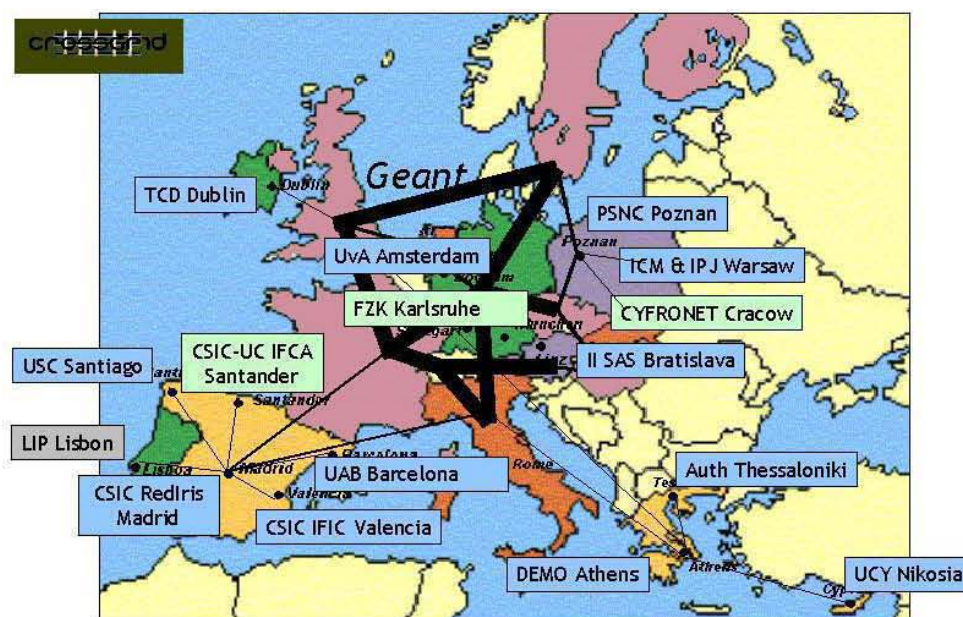 crossgrid
Geant
TCD Dublin
Dublin
PSNC Poznan
Poznan
UvA Amsterdam
ICM & IPJ Warsaw
FZK Karlsruhe
CYFRONET Cracow
CSIC-UC IFCA
Santander
Santander
II SAS Bratislava
USC Santiago
LIP Lisbon
Lisboa
Madrid
Barcelona
UAB Barcelona
Rome
Auth Thessaloniki
CSIC RedIris
Madrid
Valencia
CSIC IFIC Valencia
DEMO Athens
Athens
UCY Nikosia
Cyp